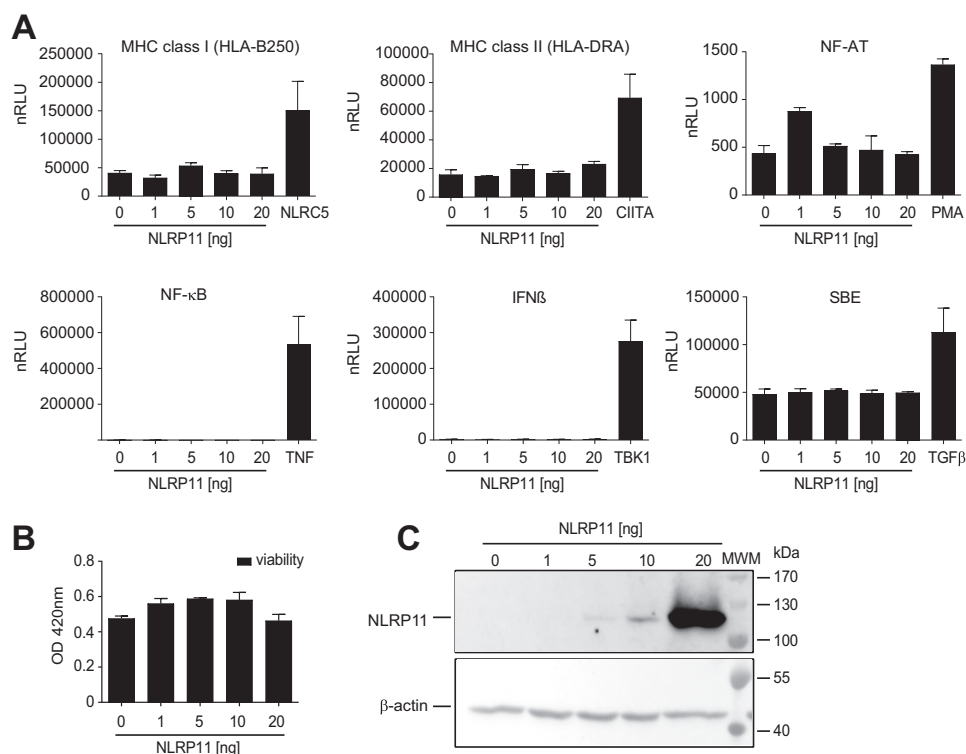 A
MHC class I (HLA-B250)
nRLU
250000
200000
150000
100000
50000
0
0 1 5 10 20 NLRC5
NLRP11 [ng]
MHC class II (HLA-DRA)
nRLU
100000
80000
60000
40000
20000
0
0 1 5 10 20 CIITA
NLRP11 [ng]
NF-AT
nRLU
1500
1000
500
0
0 1 5 10 20 PMA
NLRP11 [ng]
NF-κB
nRLU
800000
600000
400000
200000
0
0 1 5 10 20 TNF
NLRP11 [ng]
IFNß
nRLU
400000
300000
200000
100000
0
0 1 5 10 20 TBK1
NLRP11 [ng]
SBE
nRLU
150000
100000
50000
0
0 1 5 10 20 TGFβ
NLRP11 [ng]
B
viability
OD 420nm
0.8
0.6
0.4
0.2
0
0 1 5 10 20
NLRP11 [ng]
C
NLRP11 [ng]
0 1 5 10 20 MWM kDa
170
130
NLRP11
100
55
β-actin
40